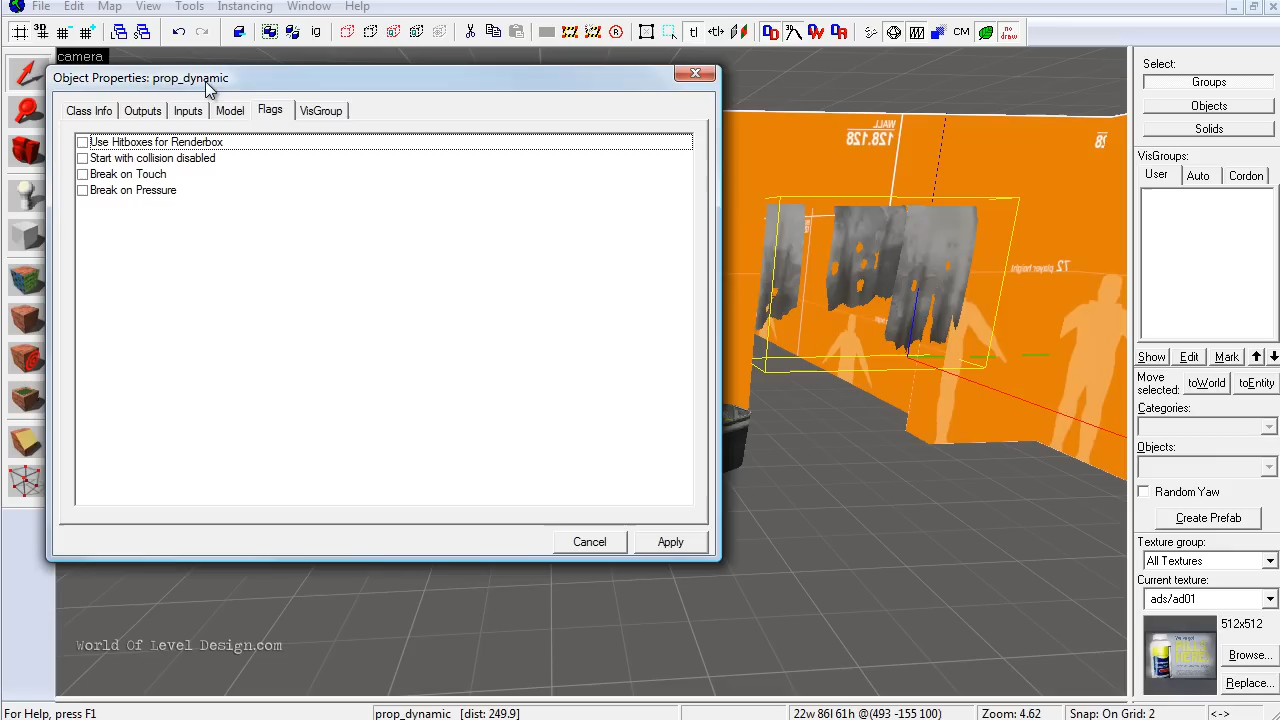 File Edit Map View Tools Instancing Window Help
camera
Object Properties: prop_dynamic
Class Info Outputs Inputs Model Flags VisGroup
Use Hitboxes for Renderbox
Start with collision disabled
Break on Touch
Break on Pressure
Cancel Apply
WALL
128.128
72 player height
World Of Level Design.com
Select:
Groups
Objects
Solids
VisGroups:
User Auto Cordon
Show Edit Mark
Move
selected:
toWorld toEntity
Categories:
Objects:
Random Yaw
Create Prefab
Texture group:
All Textures
Current texture:
ads/ad01
512x512
Browse...
Replace...
For Help, press F1
prop_dynamic [dist: 249.9]
22w 86l 61h @(493 -155 100)
Zoom: 4.62
Snap: On Grid: 2
<->